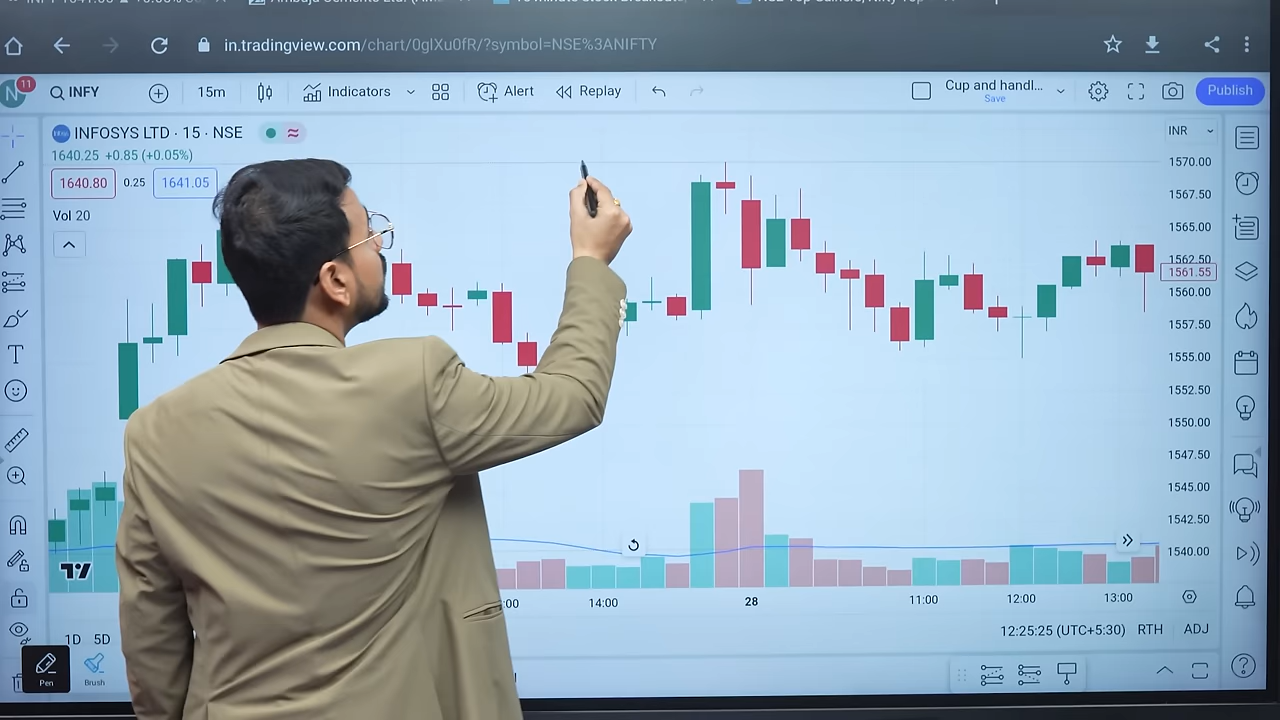 in.tradingview.com/chart/0glXu0fR/?symbol=NSE%3ANIFTY
N 11 INFY 15m Indicators Alert Replay Cup and handl... Save Publish
INFOSYS LTD · 15 · NSE
INR
1640.25 +0.85 (+0.05%)
1640.80 0.25 1641.05
Vol 20
1570.00
1567.50
1565.00
1562.50
1561.55
1560.00
1557.50
1555.00
1552.50
1550.00
1547.50
1545.00
1542.50
1540.00
:00 14:00 28 11:00 12:00 13:00
1D 5D 12:25:25 (UTC+5:30) RTH ADJ
Pen Brush